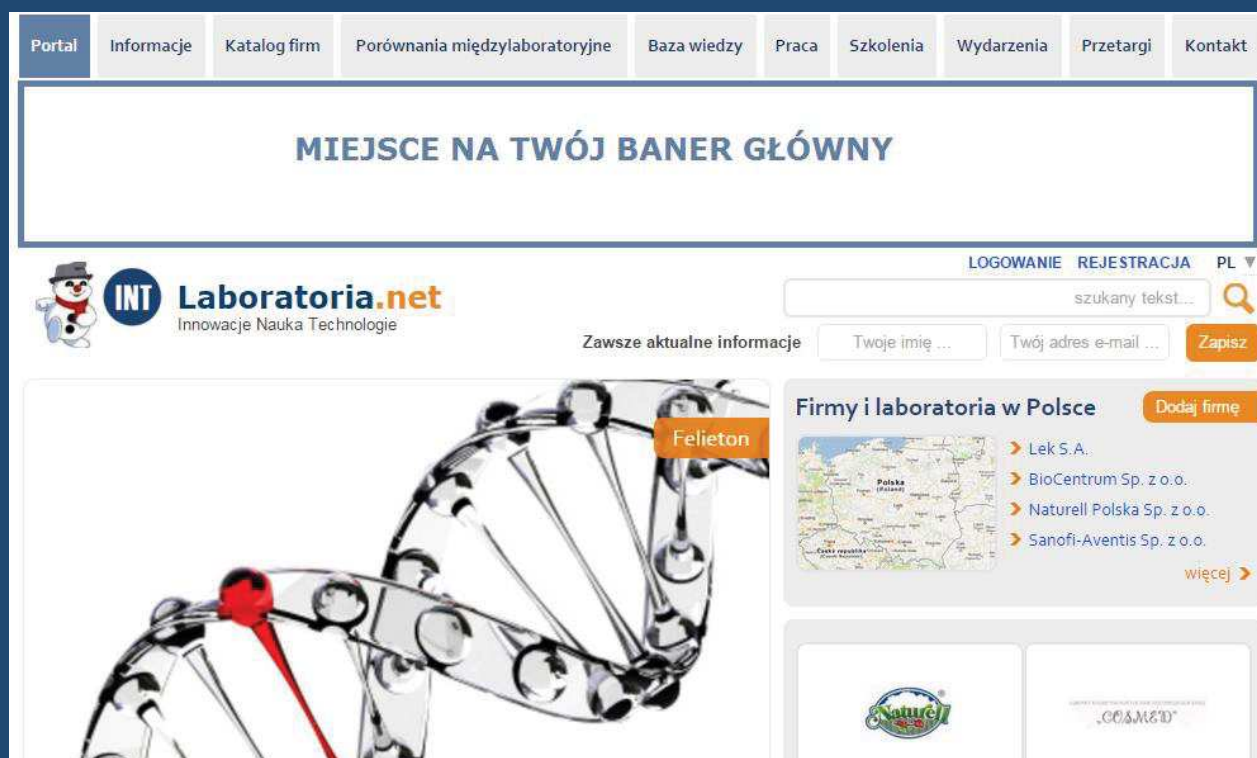 Portal Informacje Katalog firm Porównania międzylaboratoryjne Baza wiedzy Praca Szkolenia Wydarzenia Przetargi Kontakt
MIEJSCE NA TWÓJ BANER GŁÓWNY
LOGOWANIE REJESTRACJA PL
INT Laboratoria.net
Innowacje Nauka Technologie
szukany tekst...
Zawsze aktualne informacje Twoje imię ... Twój adres e-mail ... Zapisz
Felieton
Firmy i laboratoria w Polsce Dodaj firmę
Polska
(Poland)
Lek S.A.
BioCentrum Sp. z o.o.
Naturell Polska Sp. z o.o.
Sanofi-Aventis Sp. z o.o.
więcej
Naturell
„COSMED"